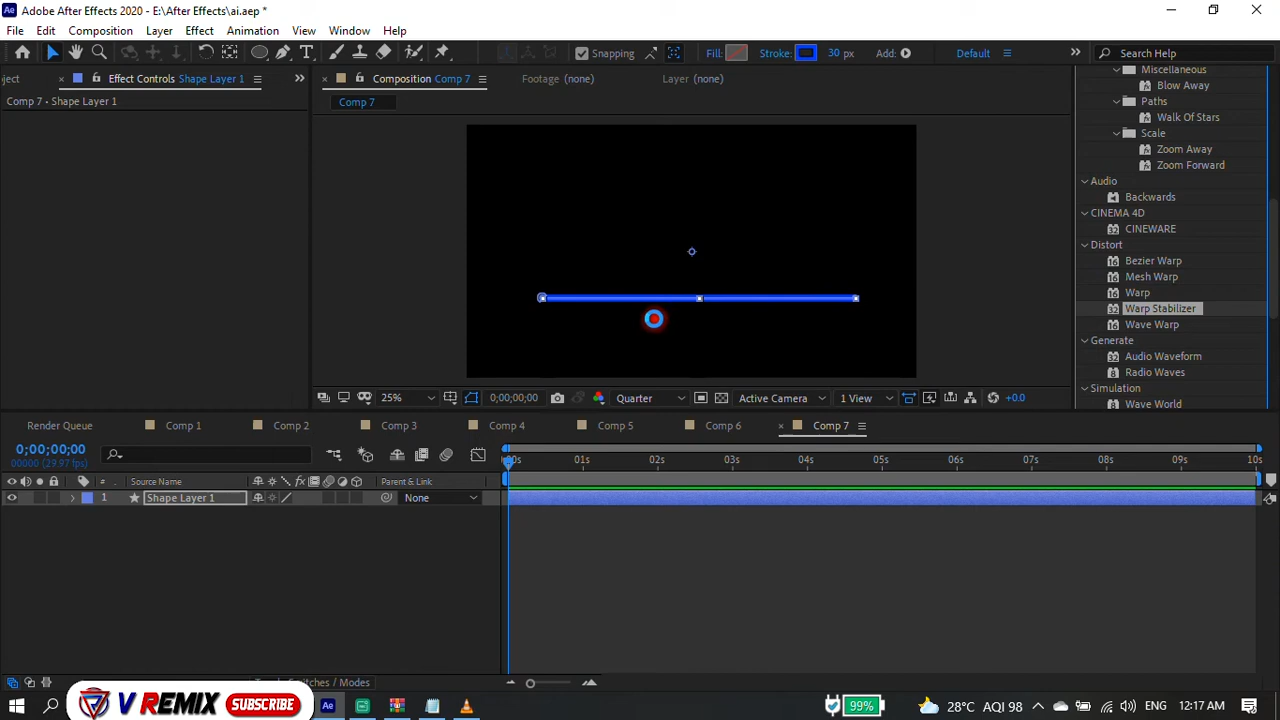 Adobe After Effects 2020 - E:\After Effects\ai.aep *
File Edit Composition Layer Effect Animation View Window Help
Snapping Fill: Stroke: 30 px Add: Default Search Help
ject Effect Controls Shape Layer 1 Composition Comp 7 Footage (none) Layer (none)
Comp 7 • Shape Layer 1
Comp 7
Miscellaneous
Blow Away
Paths
Walk Of Stars
Scale
Zoom Away
Zoom Forward
Audio
Backwards
CINEMA 4D
CINEWARE
Distort
Bezier Warp
Mesh Warp
Warp
Warp Stabilizer
Wave Warp
Generate
Audio Waveform
Radio Waves
Simulation
Wave World
25% 0;00;00;00 Quarter Active Camera 1 View +0.0
Render Queue Comp 1 Comp 2 Comp 3 Comp 4 Comp 5 Comp 6 Comp 7
0;00;00;00
00000 (29.97 fps)
00s 01s 02s 03s 04s 05s 06s 07s 08s 09s 10s
# Source Name Parent & Link
1 Shape Layer 1 None
Switches / Modes
V REMIX SUBSCRIBE Ae 99% 28°C AQI 98 ENG 12:17 AM